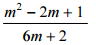 m² − 2m + 1
6m + 2